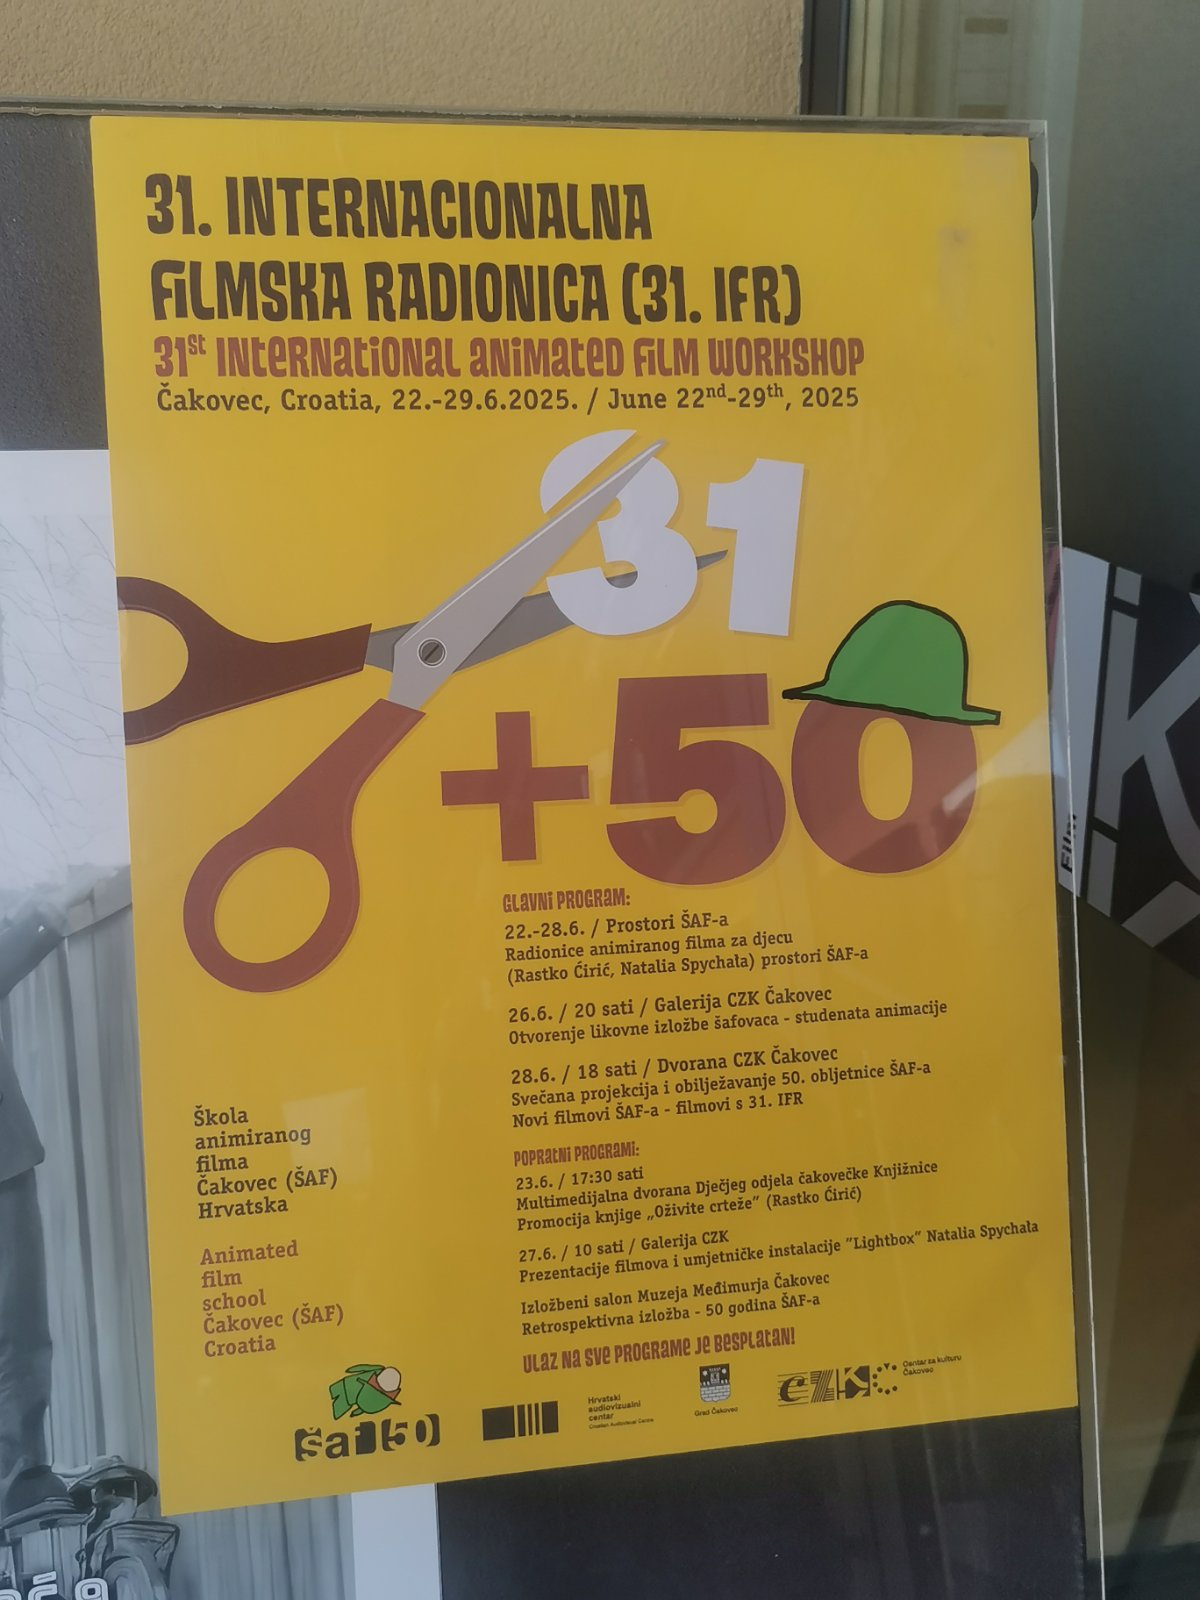 31. INTERNACIONALNA
FILMSKA RADIONICA (31. IFR)
31st INTERNATIONAL ANIMATED FILM WORKSHOP
Čakovec, Croatia, 22.-29.6.2025. / June 22nd-29th, 2025
31
+50
GLAVNI PROGRAM:
22.-28.6. / Prostori ŠAF-a
Radionice animiranog filma za djecu
(Rastko Ćirić, Natalia Spychała) prostori ŠAF-a
26.6. / 20 sati / Galerija CZK Čakovec
Otvorenje likovne izložbe šafovaca - studenata animacije
28.6. / 18 sati / Dvorana CZK Čakovec
Svečana projekcija i obilježavanje 50. obljetnice ŠAF-a
Novi filmovi ŠAF-a - filmovi s 31. IFR
POPRATNI PROGRAMI:
23.6. / 17:30 sati
Multimedijalna dvorana Dječjeg odjela čakovečke Knjižnice
Promocija knjige „Oživite crteže” (Rastko Ćirić)
27.6. / 10 sati / Galerija CZK
Prezentacije filmova i umjetničke instalacije ”Lightbox” Natalia Spychała
Izložbeni salon Muzeja Međimurja Čakovec
Retrospektivna izložba - 50 godina ŠAF-a
ULAZ NA SVE PROGRAME JE BESPLATAN!
Škola
animiranog
filma
Čakovec (ŠAF)
Hrvatska
Animated
film
school
Čakovec (ŠAF)
Croatia
šaf 50
Hrvatski
audiovizualni
centar
Croatian Audiovisual Centre
Grad Čakovec
CZKČ
Centar za kulturu
Čakovec
Film